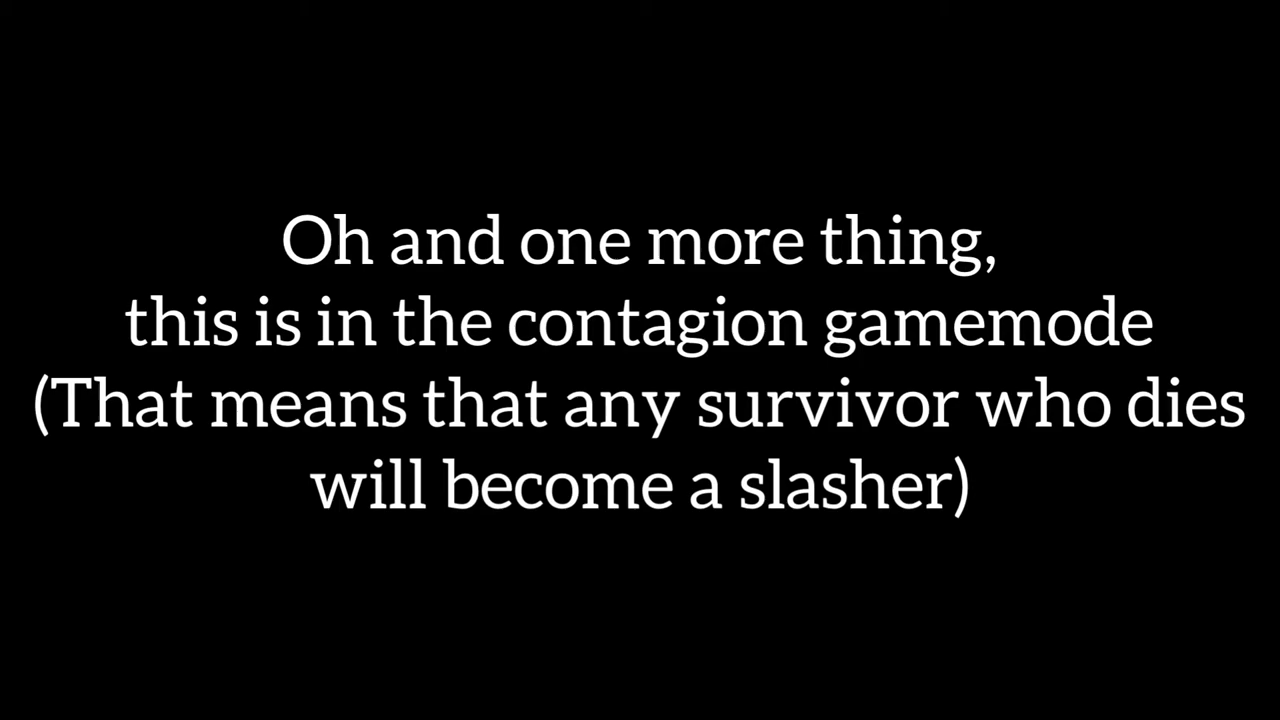 Oh and one more thing,
this is in the contagion gamemode
(That means that any survivor who dies
will become a slasher)